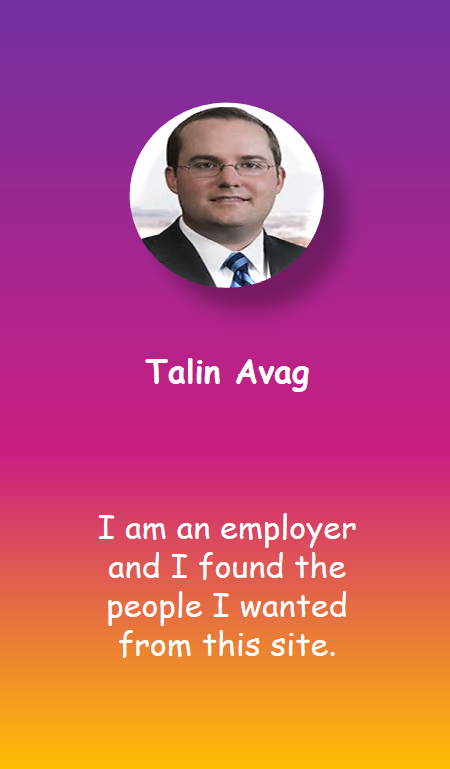 Talin Avag
I am an employer
and I found the
people I wanted
from this site.